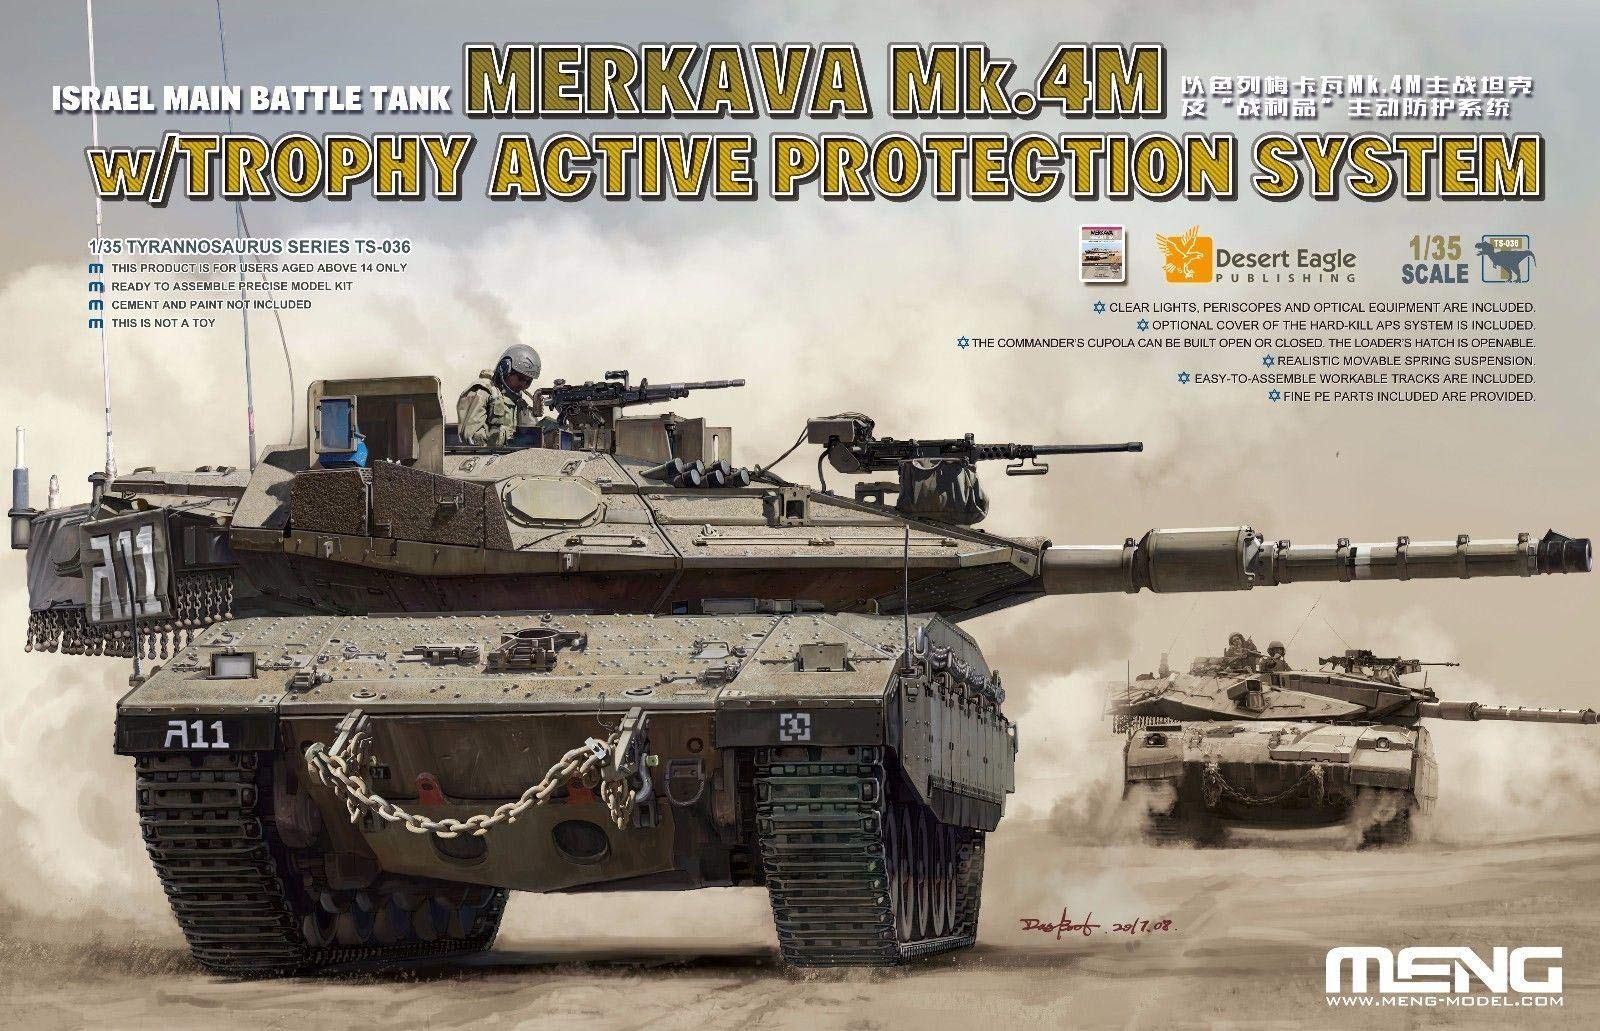 ISRAEL MAIN BATTLE TANK MERKAVA Mk.4M 以色列梅卡瓦Mk.4M主战坦克
及“战利品”主动防护系统
w/TROPHY ACTIVE PROTECTION SYSTEM
1/35 TYRANNOSAURUS SERIES TS-036
THIS PRODUCT IS FOR USERS AGED ABOVE 14 ONLY
READY TO ASSEMBLE PRECISE MODEL KIT
CEMENT AND PAINT NOT INCLUDED
THIS IS NOT A TOY
MERKAVA
Desert Eagle
PUBLISHING
1/35
SCALE
TS-036
CLEAR LIGHTS, PERISCOPES AND OPTICAL EQUIPMENT ARE INCLUDED.
OPTIONAL COVER OF THE HARD-KILL APS SYSTEM IS INCLUDED.
THE COMMANDER'S CUPOLA CAN BE BUILT OPEN OR CLOSED. THE LOADER'S HATCH IS OPENABLE.
REALISTIC MOVABLE SPRING SUSPENSION.
EASY-TO-ASSEMBLE WORKABLE TRACKS ARE INCLUDED.
FINE PE PARTS INCLUDED ARE PROVIDED.
A11
A11
1
2017.08.
MENG
WWW.MENG-MODEL.COM